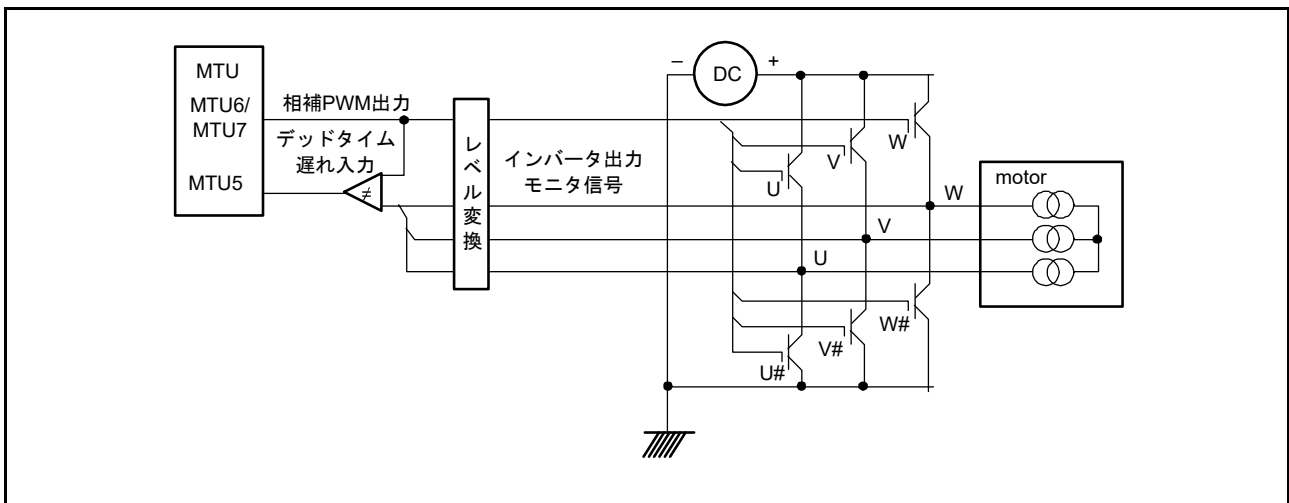 MTU
MTU6/
MTU7
MTU5
相補PWM出力
デッドタイム
遅れ入力
≠
レベル変換
インバータ出力
モニタ信号
− DC +
U
V
W
W
V
U
U#
V#
W#
motor